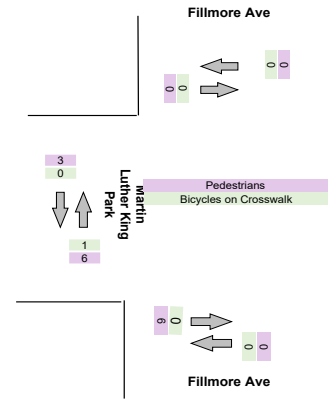 Fillmore Ave
0 0
0 0
3
0
Martin
Luther King
Park
Pedestrians
Bicycles on Crosswalk
1
6
6 0
0 0
Fillmore Ave